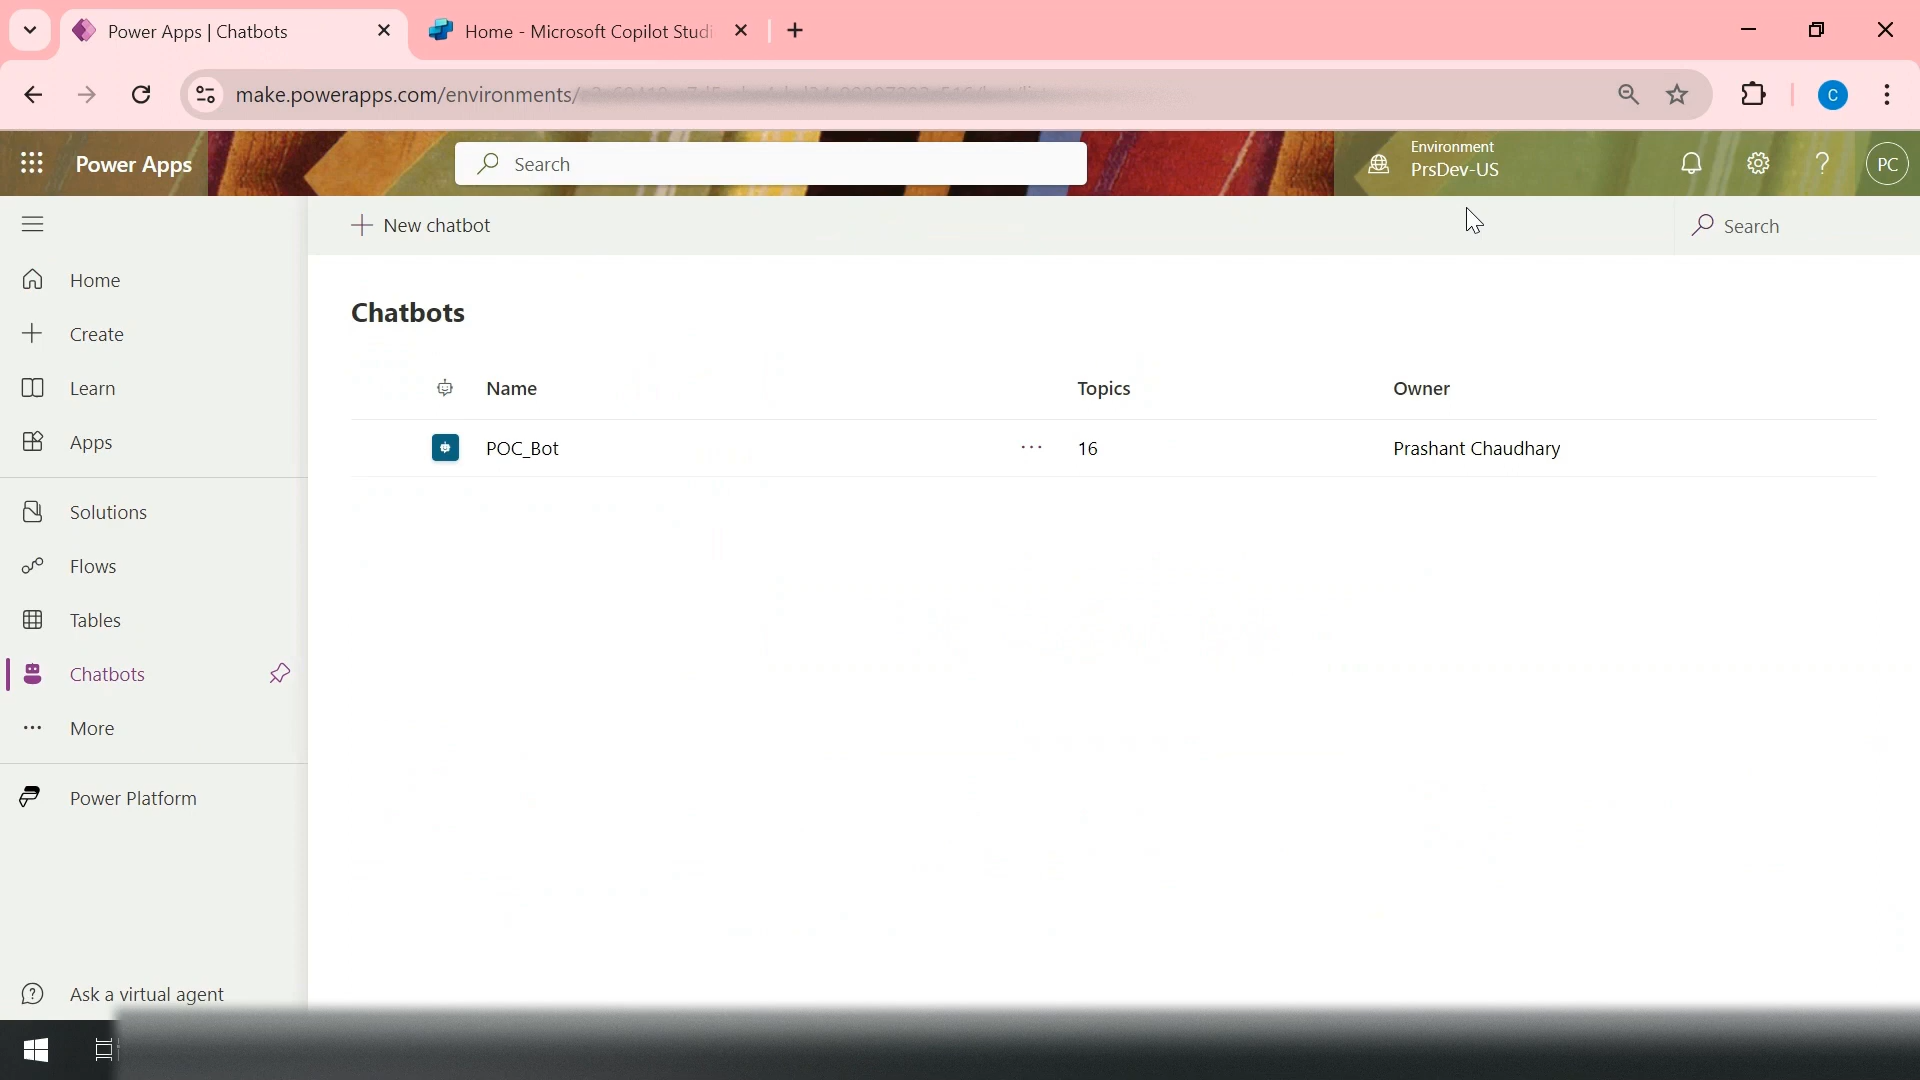 Power Apps | Chatbots
Home - Microsoft Copilot Studi
make.powerapps.com/environments/
C
Power Apps
Search
Environment
PrsDev-US
PC
New chatbot
Search
Home
Create
Learn
Apps
Solutions
Flows
Tables
Chatbots
More
Power Platform
Ask a virtual agent
Chatbots
Name Topics Owner
POC_Bot ... 16 Prashant Chaudhary